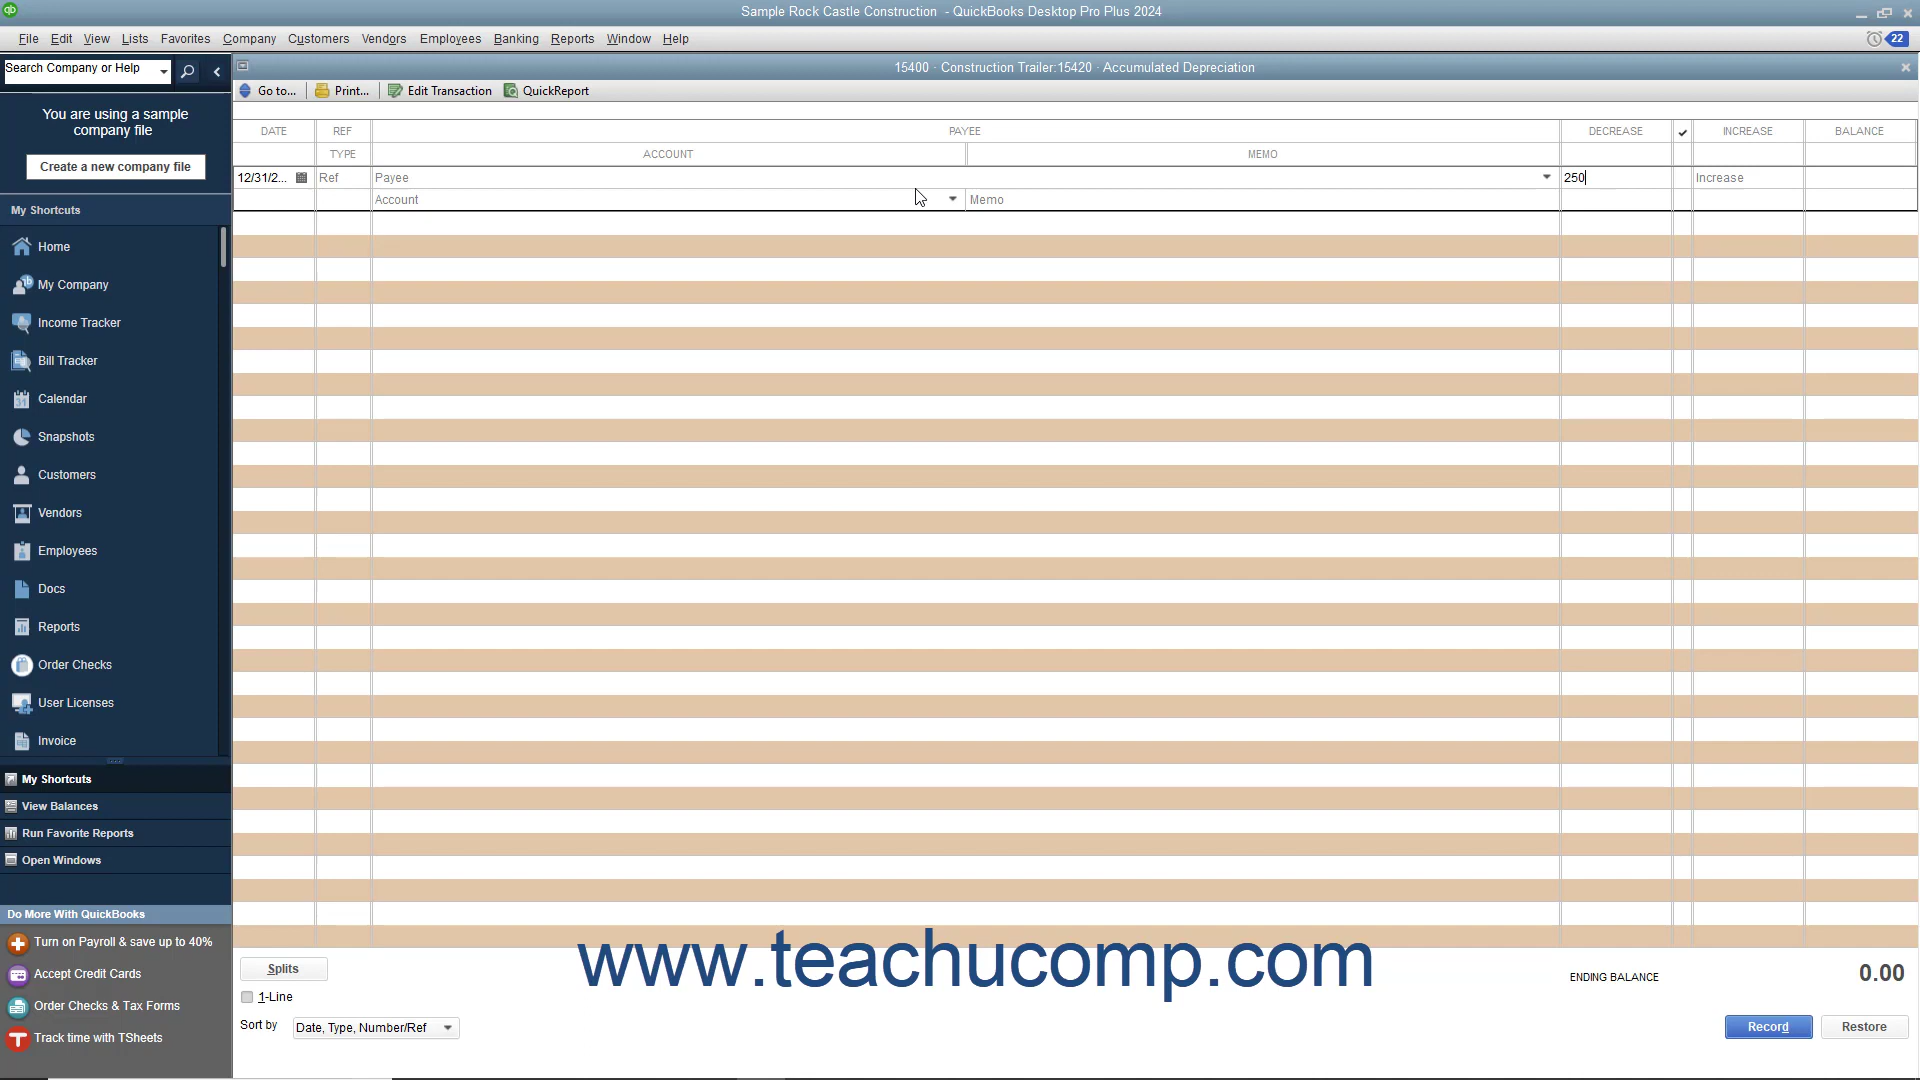 qb
Sample Rock Castle Construction - QuickBooks Desktop Pro Plus 2024
File Edit View Lists Favorites Company Customers Vendors Employees Banking Reports Window Help
22
Search Company or Help
15400 · Construction Trailer:15420 · Accumulated Depreciation
Go to... Print... Edit Transaction QuickReport
You are using a sample
company file
Create a new company file
DATE REF PAYEE DECREASE ✓ INCREASE BALANCE
TYPE ACCOUNT MEMO
12/31/2... Ref Payee 250 Increase
Account Memo
My Shortcuts
Home
My Company
Income Tracker
Bill Tracker
Calendar
Snapshots
Customers
Vendors
Employees
Docs
Reports
Order Checks
User Licenses
Invoice
My Shortcuts
View Balances
Run Favorite Reports
Open Windows
Do More With QuickBooks
Turn on Payroll & save up to 40%
Accept Credit Cards
Order Checks & Tax Forms
Track time with TSheets
www.teachucomp.com
Splits
1-Line
Sort by Date, Type, Number/Ref
ENDING BALANCE 0.00
Record Restore